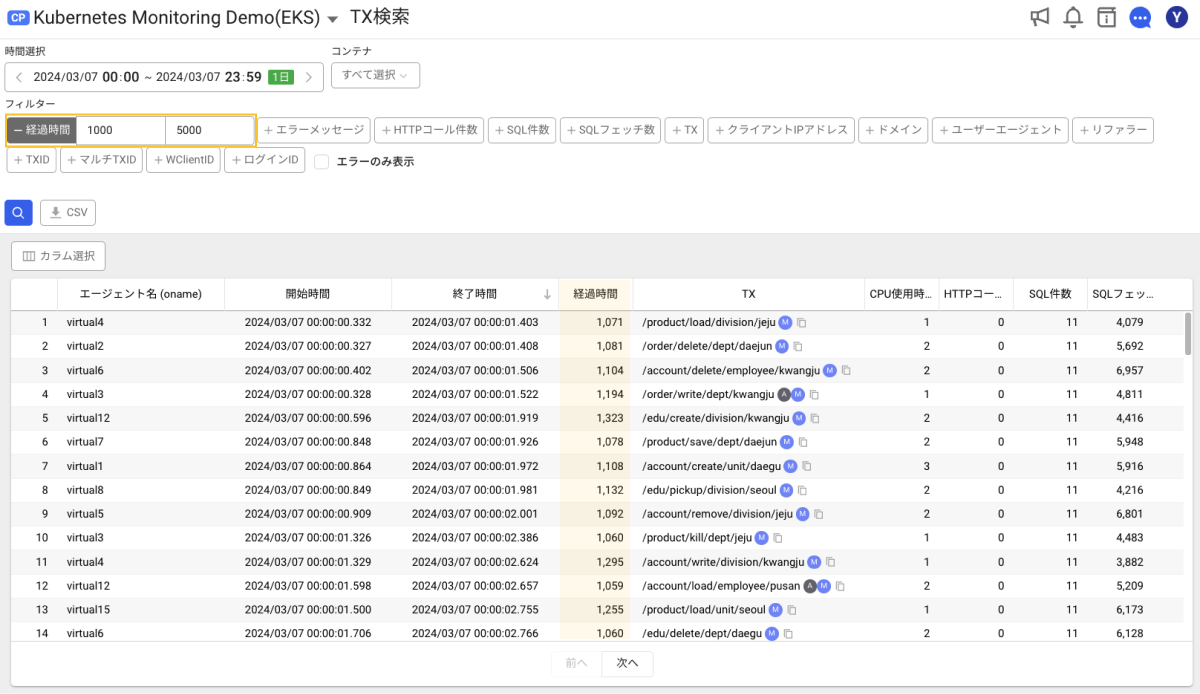 CP Kubernetes Monitoring Demo(EKS) TX検索
Y
時間選択 コンテナ
2024/03/07 00:00 ~ 2024/03/07 23:59 1日 すべて選択
フィルター
− 経過時間 1000 5000 + エラーメッセージ + HTTPコール件数 + SQL件数 + SQLフェッチ数 + TX + クライアントIPアドレス + ドメイン + ユーザーエージェント + リファラー
+ TXID + マルチTXID + WClientID + ログインID エラーのみ表示
CSV
カラム選択
エージェント名 (oname) 開始時間 終了時間 ↓ 経過時間 TX CPU使用時... HTTPコー... SQL件数 SQLフェッ...
1 virtual4 2024/03/07 00:00:00.332 2024/03/07 00:00:01.403 1,071 /product/load/division/jeju M 1 0 11 4,079
2 virtual2 2024/03/07 00:00:00.327 2024/03/07 00:00:01.408 1,081 /order/delete/dept/daejun M 2 0 11 5,692
3 virtual6 2024/03/07 00:00:00.402 2024/03/07 00:00:01.506 1,104 /account/delete/employee/kwangju M 2 0 11 6,957
4 virtual3 2024/03/07 00:00:00.328 2024/03/07 00:00:01.522 1,194 /order/write/dept/kwangju A M 1 0 11 4,811
5 virtual12 2024/03/07 00:00:00.596 2024/03/07 00:00:01.919 1,323 /edu/create/division/kwangju M 2 0 11 4,416
6 virtual7 2024/03/07 00:00:00.848 2024/03/07 00:00:01.926 1,078 /product/save/dept/daejun M 2 0 11 5,948
7 virtual1 2024/03/07 00:00:00.864 2024/03/07 00:00:01.972 1,108 /account/create/unit/daegu M 3 0 11 5,916
8 virtual8 2024/03/07 00:00:00.849 2024/03/07 00:00:01.981 1,132 /edu/pickup/division/seoul M 2 0 11 4,216
9 virtual5 2024/03/07 00:00:00.909 2024/03/07 00:00:02.001 1,092 /account/remove/division/jeju M 2 0 11 6,801
10 virtual3 2024/03/07 00:00:01.326 2024/03/07 00:00:02.386 1,060 /product/kill/dept/jeju M 1 0 11 4,483
11 virtual4 2024/03/07 00:00:01.329 2024/03/07 00:00:02.624 1,295 /account/write/division/kwangju M 1 0 11 3,882
12 virtual12 2024/03/07 00:00:01.598 2024/03/07 00:00:02.657 1,059 /account/load/employee/pusan A M 2 0 11 5,209
13 virtual15 2024/03/07 00:00:01.500 2024/03/07 00:00:02.755 1,255 /product/load/unit/seoul M 1 0 11 6,173
14 virtual6 2024/03/07 00:00:01.706 2024/03/07 00:00:02.766 1,060 /edu/delete/dept/daegu M 2 0 11 6,128
前へ 次へ